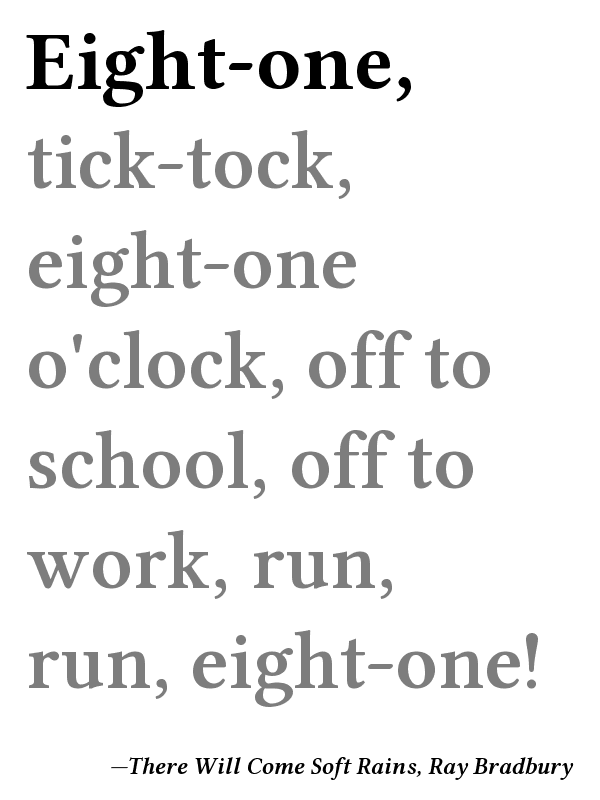 Eight-one,
tick-tock,
eight-one
o'clock, off to
school, off to
work, run,
run, eight-one!
—There Will Come Soft Rains, Ray Bradbury